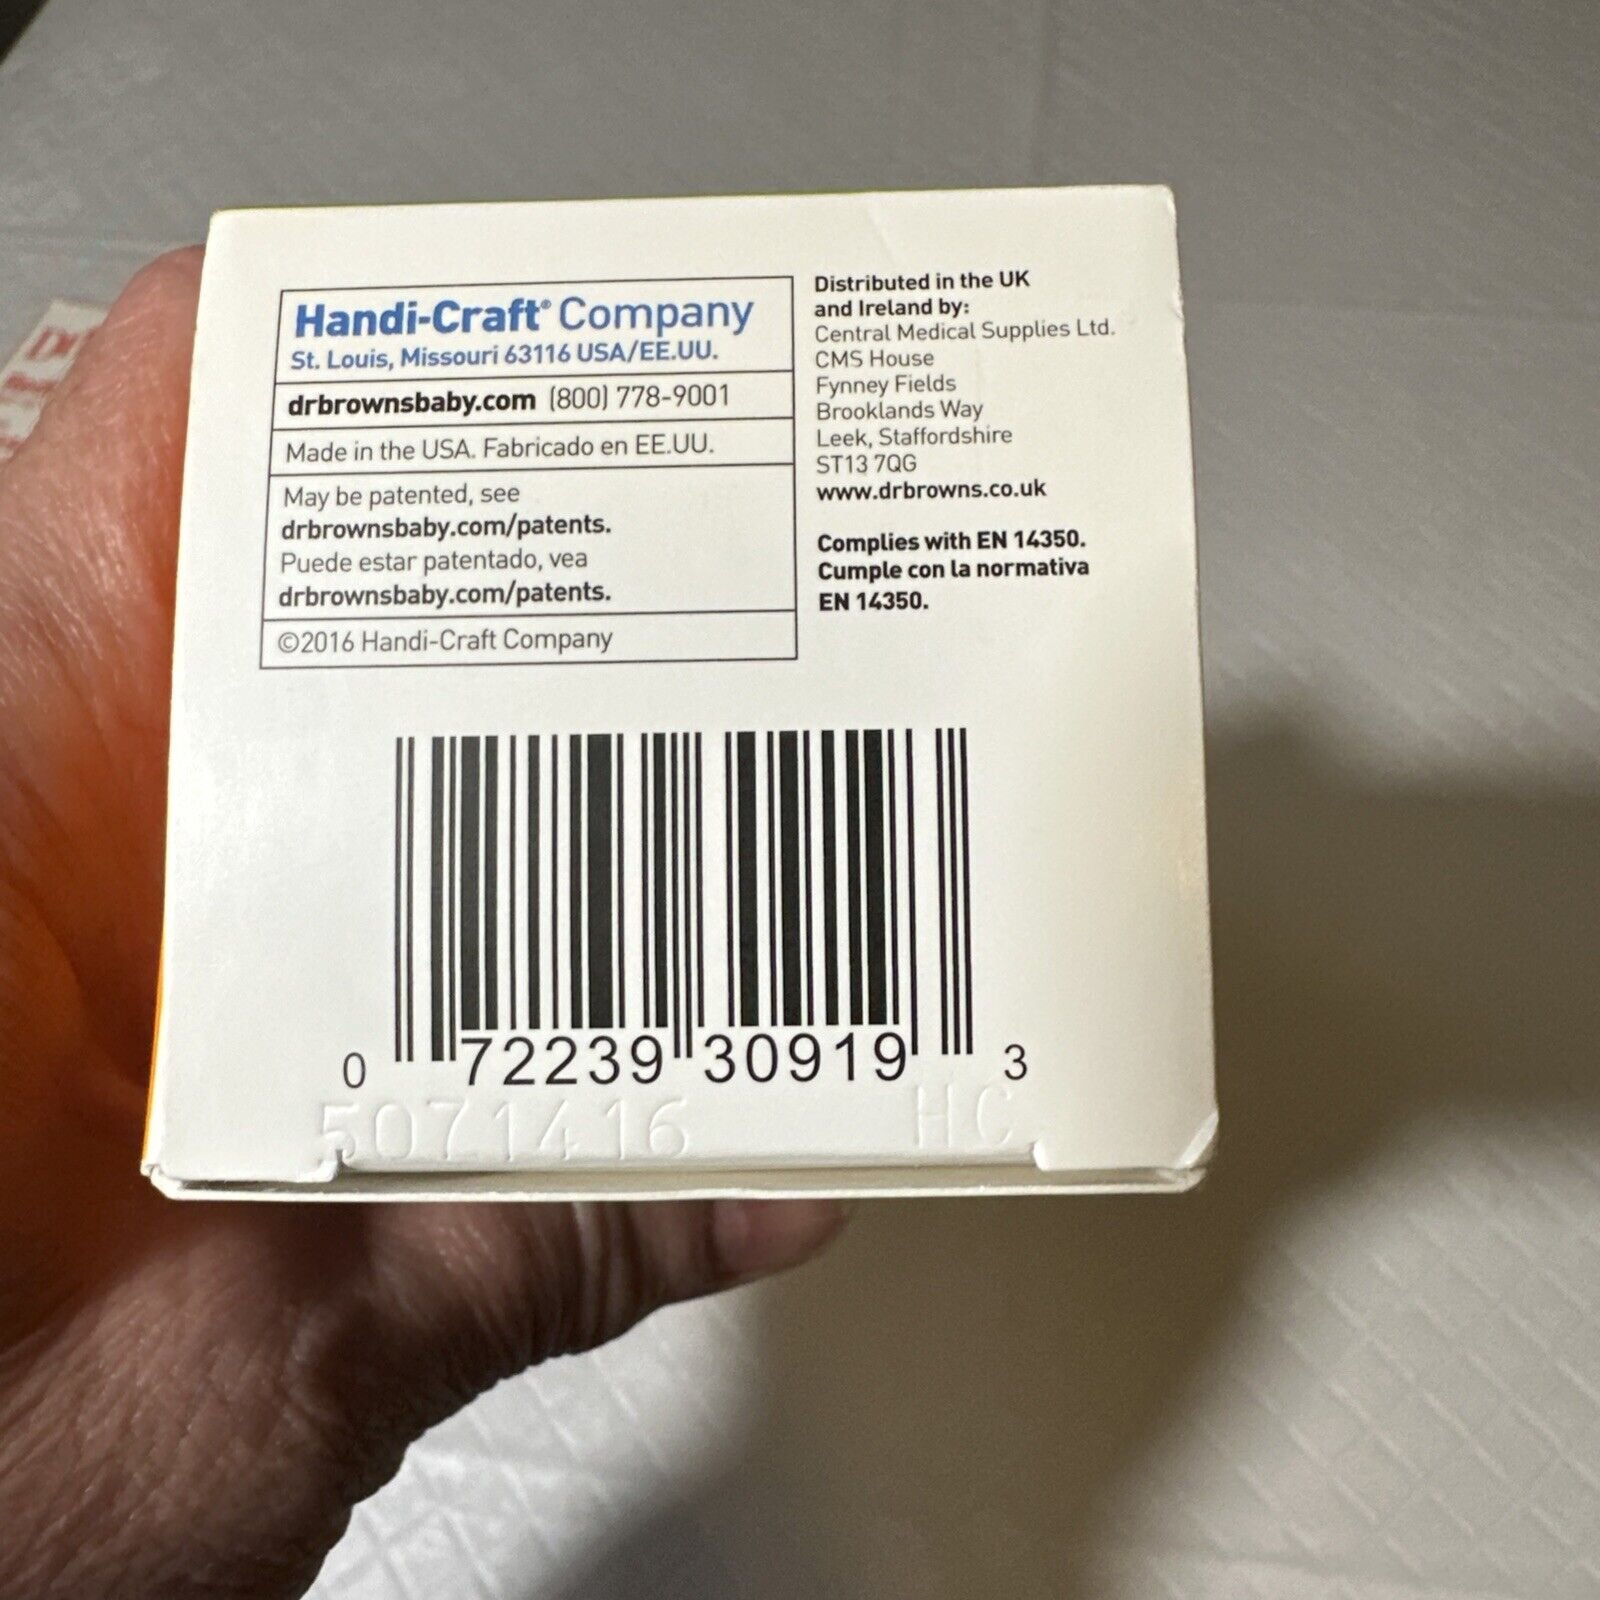 Handi-Craft® Company
St. Louis, Missouri 63116 USA/EE.UU.
drbrownsbaby.com (800) 778-9001
Made in the USA. Fabricado en EE.UU.
May be patented, see
drbrownsbaby.com/patents.
Puede estar patentado, vea
drbrownsbaby.com/patents.
©2016 Handi-Craft Company
Distributed in the UK
and Ireland by:
Central Medical Supplies Ltd.
CMS House
Fynney Fields
Brooklands Way
Leek, Staffordshire
ST13 7QG
www.drbrowns.co.uk
Complies with EN 14350.
Cumple con la normativa
EN 14350.
0 72239 30919 3
5071416 HC